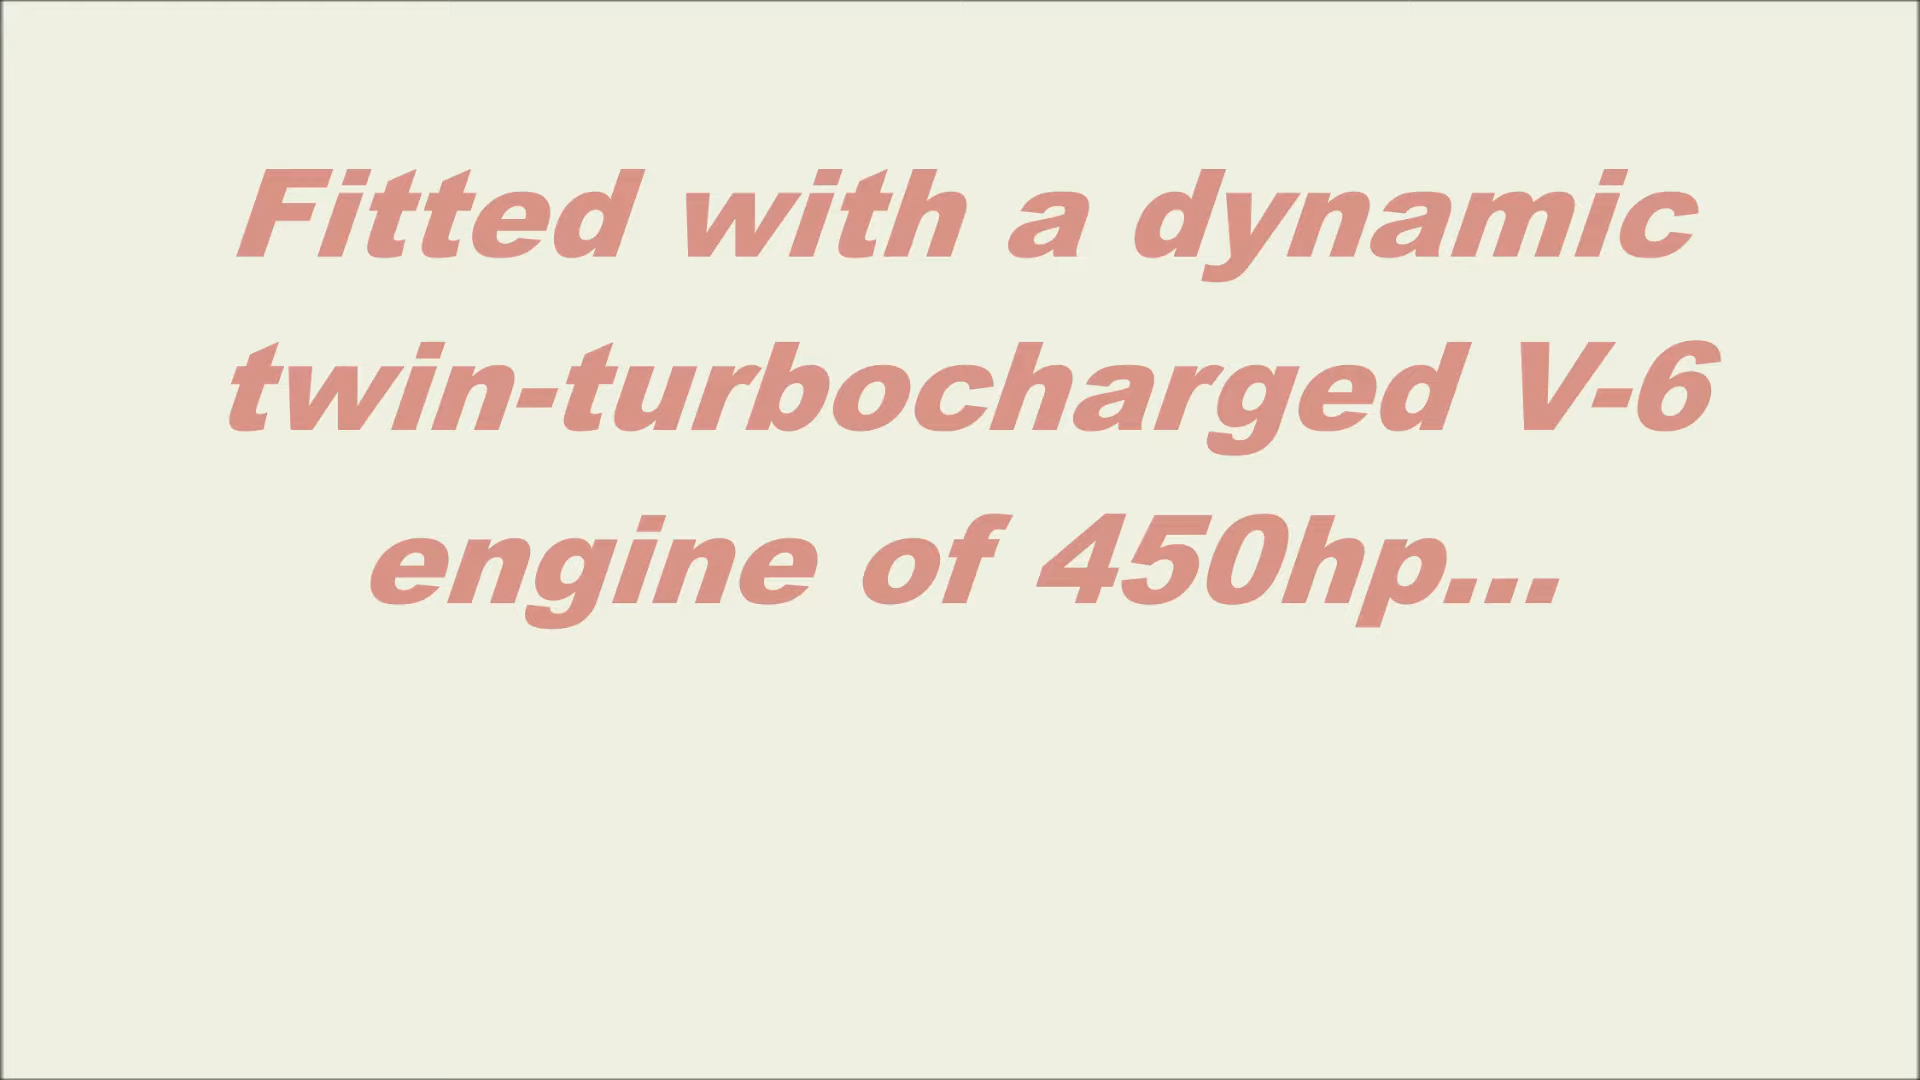 Fitted with a dynamic
twin-turbocharged V-6
engine of 450hp...